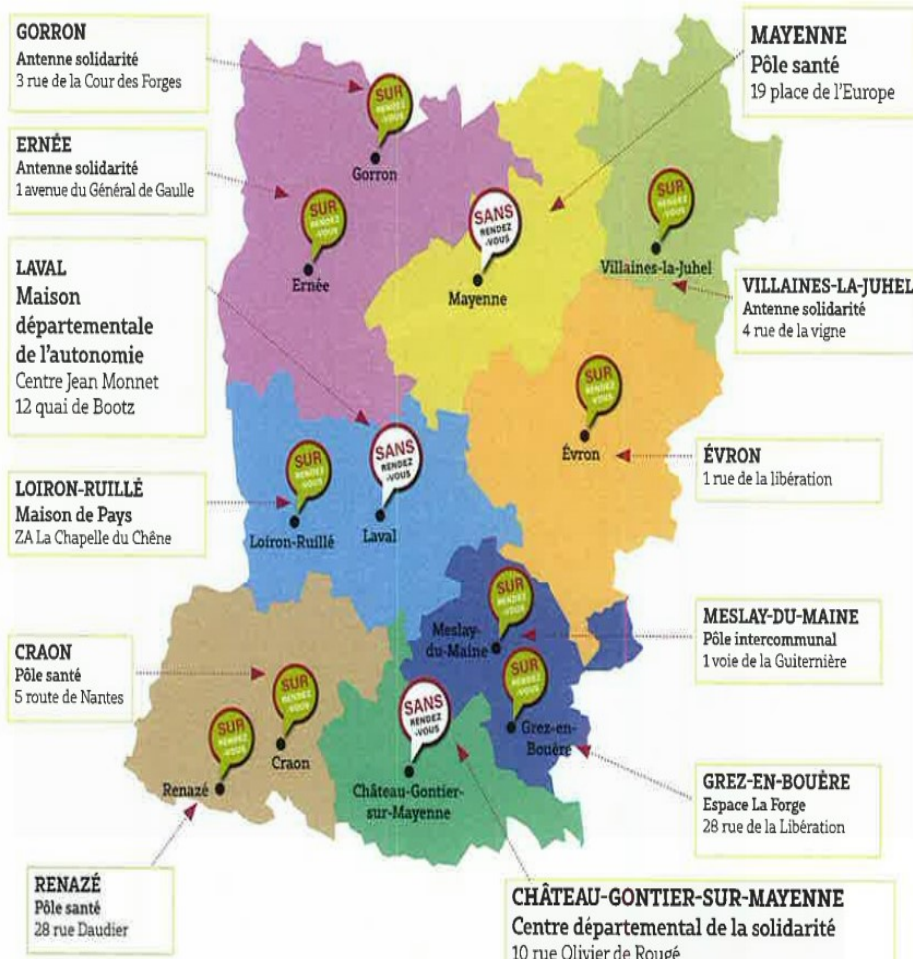 GORRON
Antenne solidarité
3 rue de la Cour des Forges
ERNÉE
Antenne solidarité
1 avenue du Général de Gaulle
LAVAL
Maison
départementale
de l'autonomie
Centre Jean Monnet
12 quai de Bootz
LOIRON-RUILLÉ
Maison de Pays
ZA La Chapelle du Chêne
CRAON
Pôle santé
5 route de Nantes
RENAZÉ
Pôle santé
28 rue Daudier
MAYENNE
Pôle santé
19 place de l'Europe
VILLAINES-LA-JUHEL
Antenne solidarité
4 rue de la vigne
ÉVRON
1 rue de la libération
MESLAY-DU-MAINE
Pôle intercommunal
1 voie de la Guiternière
GREZ-EN-BOUÈRE
Espace La Forge
28 rue de la Libération
CHÂTEAU-GONTIER-SUR-MAYENNE
Centre départemental de la solidarité
10 rue Olivier de Rougé
SUR
RENDEZ
-VOUS
Gorron
SUR
RENDEZ
-VOUS
Ernée
SANS
RENDEZ
-VOUS
Mayenne
SUR
RENDEZ
-VOUS
Villaines-la-Juhel
SUR
RENDEZ
-VOUS
Évron
SUR
RENDEZ
-VOUS
Loiron-Ruillé
SANS
RENDEZ
-VOUS
Laval
SUR
RENDEZ
-VOUS
Meslay-
du-Maine
SUR
RENDEZ
-VOUS
Grez-en-
Bouère
SUR
RENDEZ
-VOUS
Craon
SUR
RENDEZ
-VOUS
Renazé
SANS
RENDEZ
-VOUS
Château-Gontier-
sur-Mayenne